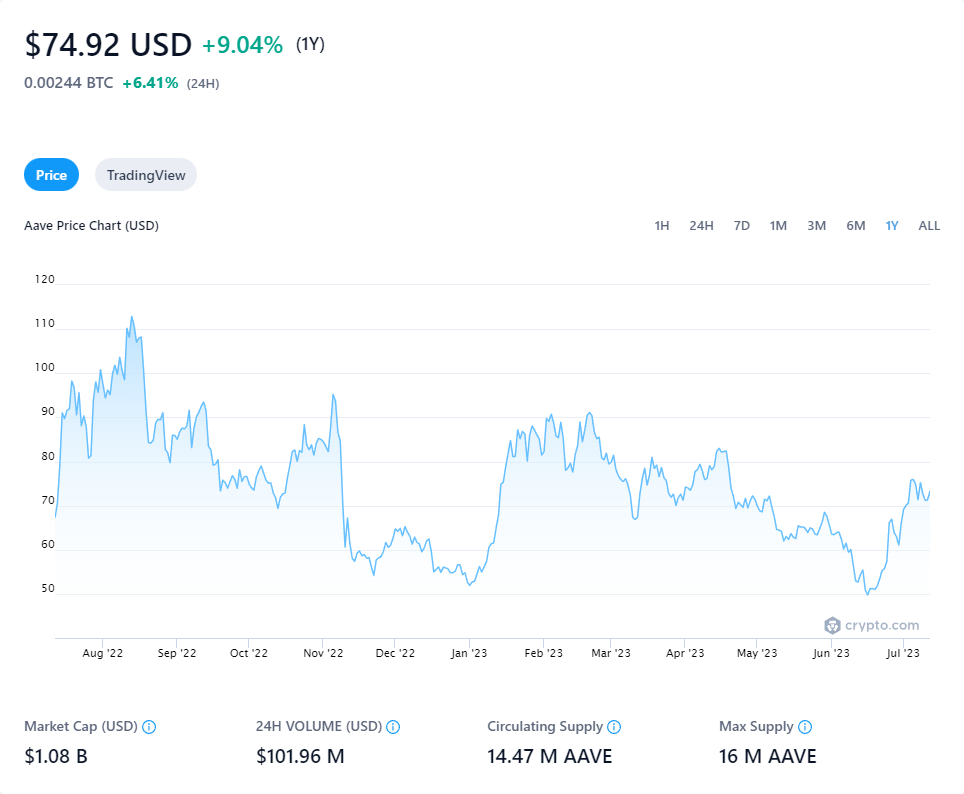 $74.92 USD +9.04% (1Y)
0.00244 BTC +6.41% (24H)
Price TradingView
Aave Price Chart (USD) 1H 24H 7D 1M 3M 6M 1Y ALL
120
110
100
90
80
70
60
50
crypto.com
Aug '22 Sep '22 Oct '22 Nov '22 Dec '22 Jan '23 Feb '23 Mar '23 Apr '23 May '23 Jun '23 Jul '23
Market Cap (USD) 24H VOLUME (USD) Circulating Supply Max Supply
$1.08 B $101.96 M 14.47 M AAVE 16 M AAVE